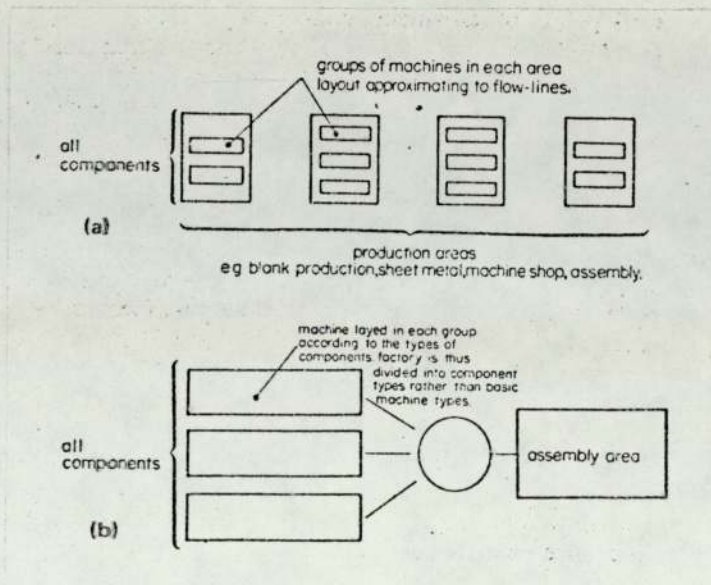 groups of machines in each area
layout approximating to flow-lines.
all
components
(a)
production areas
eg blank production,sheet metal,machine shop, assembly.
machine layed in each group
according to the types of
components. factory is thus
divided into component
types rather than basic
machine types.
all
components
assembly area
(b)